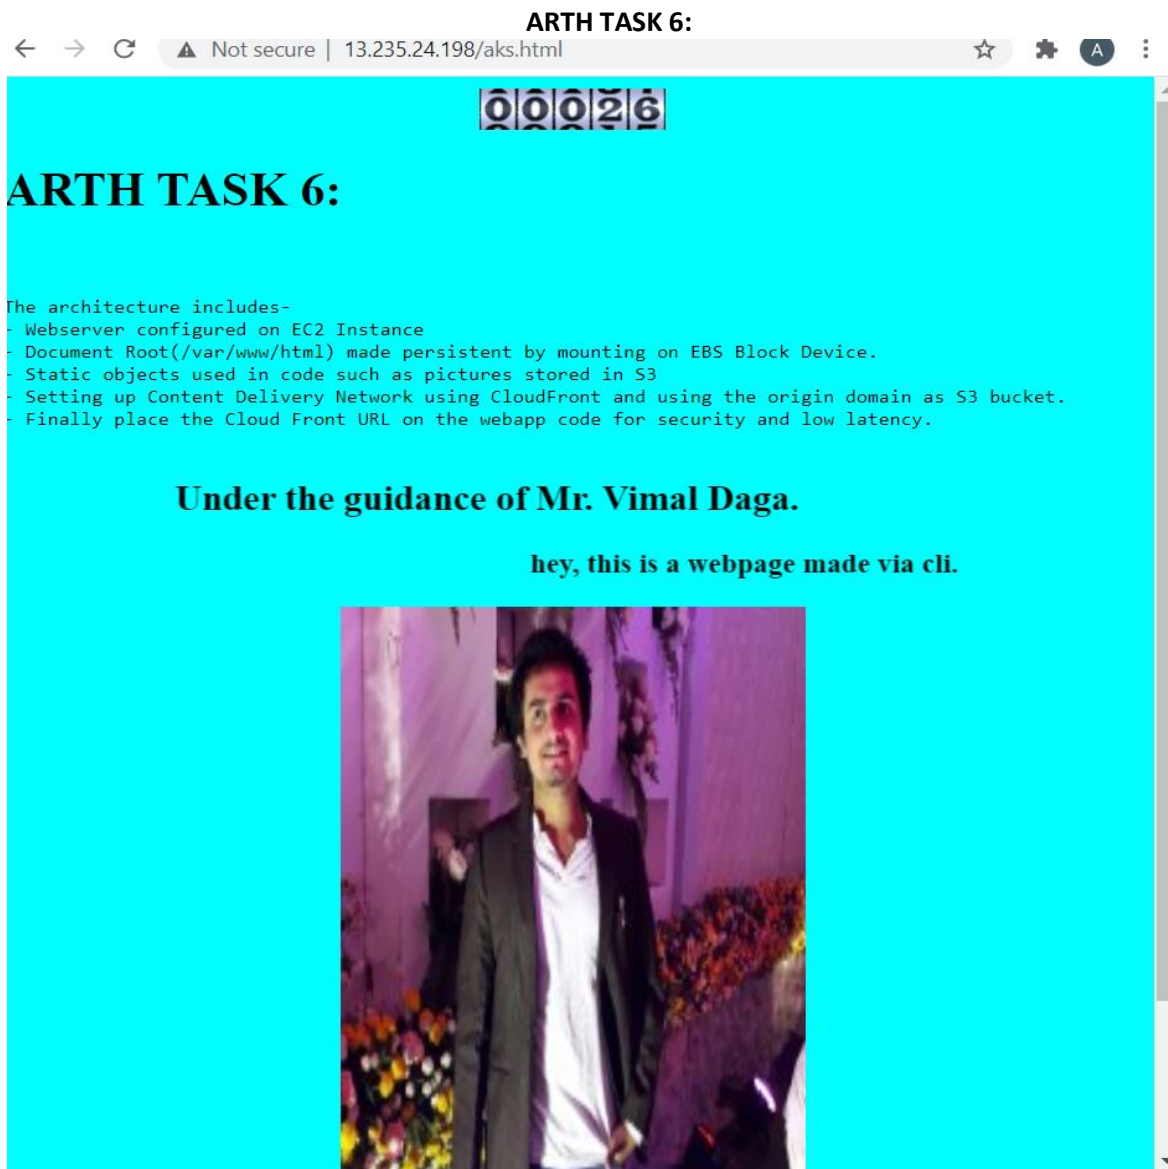 ARTH TASK 6:
Not secure | 13.235.24.198/aks.html
A
00026
ARTH TASK 6:
The architecture includes-
- Webserver configured on EC2 Instance
- Document Root(/var/www/html) made persistent by mounting on EBS Block Device.
- Static objects used in code such as pictures stored in S3
- Setting up Content Delivery Network using CloudFront and using the origin domain as S3 bucket.
- Finally place the Cloud Front URL on the webapp code for security and low latency.
Under the guidance of Mr. Vimal Daga.
hey, this is a webpage made via cli.